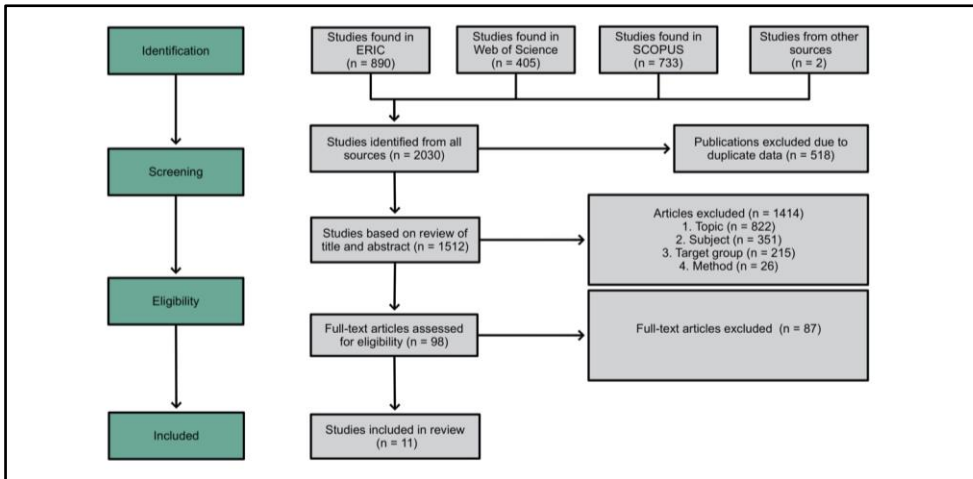 Identification
Studies found in
ERIC
(n = 890)
Studies found in
Web of Science
(n = 405)
Studies found in
SCOPUS
(n = 733)
Studies from other
sources
(n = 2)
Screening
Studies identified from all
sources (n = 2030)
Publications excluded due to
duplicate data (n = 518)
Studies based on review of
title and abstract (n = 1512)
Articles excluded (n = 1414)
1. Topic (n = 822)
2. Subject (n = 351)
3. Target group (n = 215)
4. Method (n = 26)
Eligibility
Full-text articles assessed
for eligibility (n = 98)
Full-text articles excluded (n = 87)
Included
Studies included in review
(n = 11)